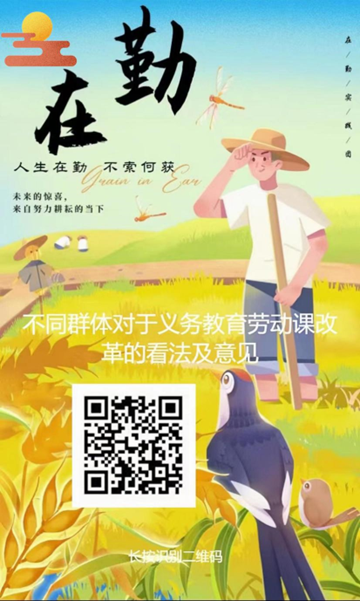 在勤
在/勤/实/践/团
人生在勤 不索何获
Grain in Ear
未来的惊喜，
来自努力耕耘的当下
不同群体对于义务教育劳动课改
革的看法及意见
长按识别二维码